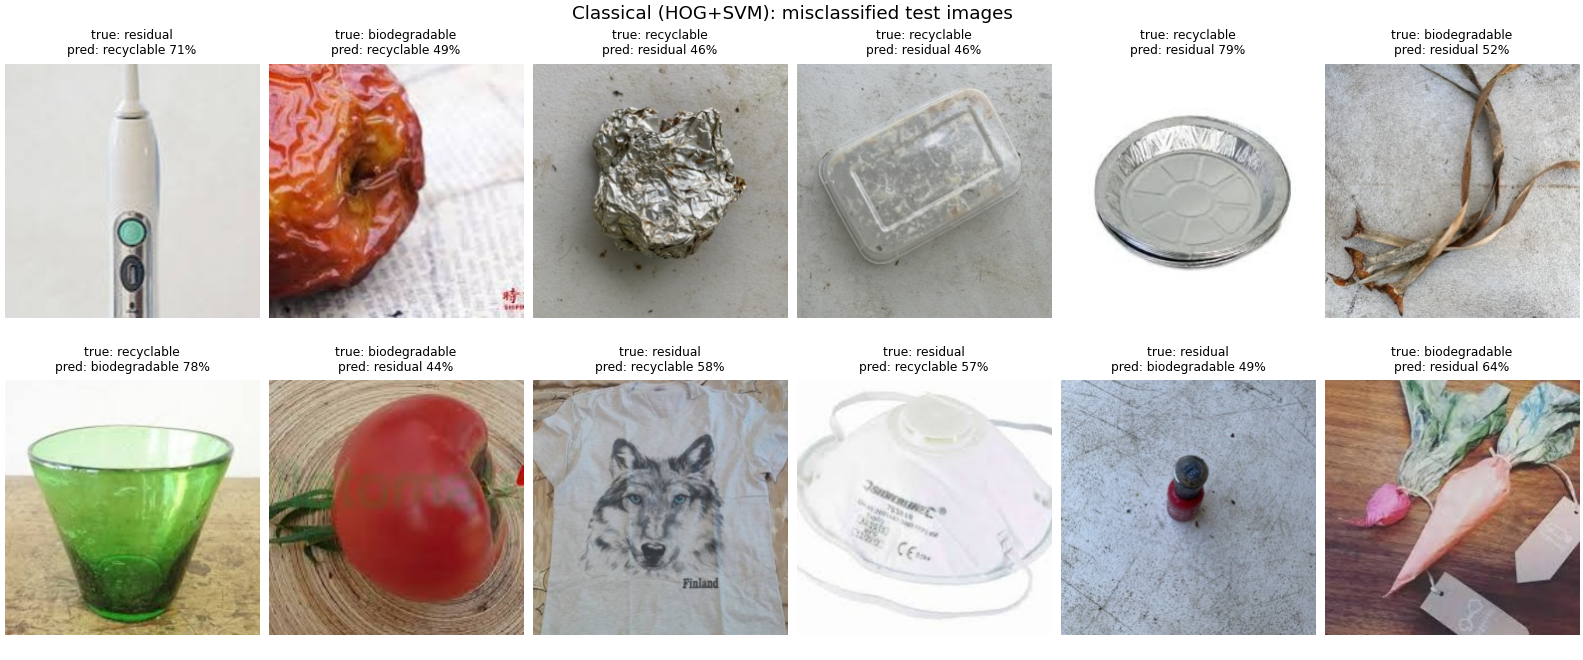 Classical (HOG+SVM): misclassified test images
true: residual
pred: recyclable 71%
true: biodegradable
pred: recyclable 49%
true: recyclable
pred: residual 46%
true: recyclable
pred: residual 46%
true: recyclable
pred: residual 79%
true: biodegradable
pred: residual 52%
true: recyclable
pred: biodegradable 78%
true: biodegradable
pred: residual 44%
true: residual
pred: recyclable 58%
true: residual
pred: recyclable 57%
true: residual
pred: biodegradable 49%
true: biodegradable
pred: residual 64%
Finland
CE